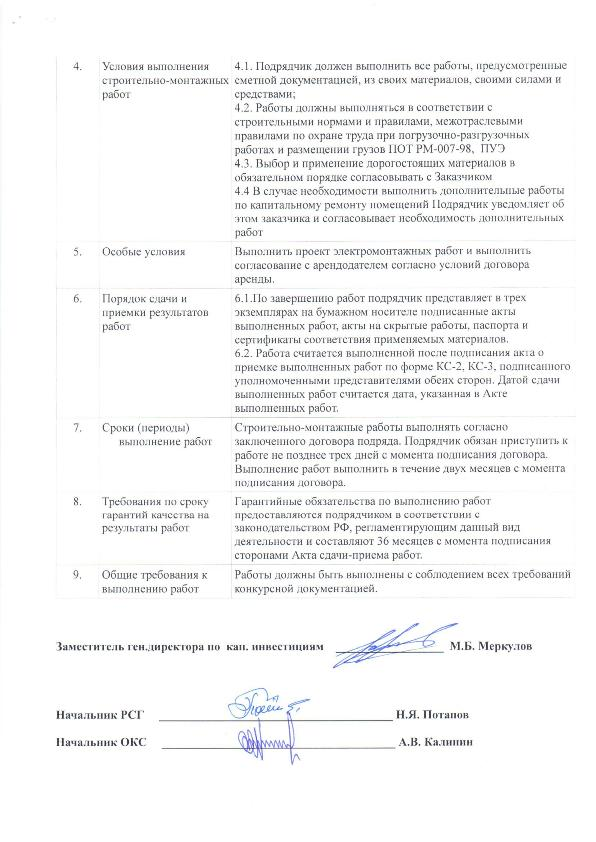 4. Условия выполнения строительно-монтажных работ
4.1. Подрядчик должен выполнить все работы, предусмотренные
сметной документацией, из своих материалов, своими силами и
средствами;
4.2. Работы должны выполняться в соответствии с
строительными нормами и правилами, межотраслевыми
правилами по охране труда при погрузочно-разгрузочных
работах и размещении грузов ПОТ РМ-007-98, ПУЭ
4.3. Выбор и применение дорогостоящих материалов в
обязательном порядке согласовывать с Заказчиком
4.4 В случае необходимости выполнить дополнительные работы
по капитальному ремонту помещений Подрядчик уведомляет об
этом заказчика и согласовывает необходимость дополнительных
работ
5. Особые условия
Выполнить проект электромонтажных работ и выполнить
согласование с арендодателем согласно условий договора
аренды.
6. Порядок сдачи и
приемки результатов
работ
6.1.По завершению работ подрядчик представляет в трех
экземплярах на бумажном носителе подписанные акты
выполненных работ, акты на скрытые работы, паспорта и
сертификаты соответствия применяемых материалов.
6.2. Работа считается выполненной после подписания акта о
приемке выполненных работ по форме КС-2, КС-3, подписанного
уполномоченными представителями обеих сторон. Датой сдачи
выполненных работ считается дата, указанная в Акте
выполненных работ.
7. Сроки (периоды)
выполнение работ
Строительно-монтажные работы выполнять согласно
заключенного договора подряда. Подрядчик обязан приступить к
работе не позднее трех дней с момента подписания договора.
Выполнение работ выполнить в течение двух месяцев с момента
подписания договора.
8. Требования по сроку
гарантий качества на
результаты работ
Гарантийные обязательства по выполнению работ
предоставляются подрядчиком в соответствии с
законодательством РФ, регламентирующим данный вид
деятельности и составляют 36 месяцев с момента подписания
сторонами Акта сдачи-приема работ.
9. Общие требования к
выполнению работ
Работы должны быть выполнены с соблюдением всех требований
конкурсной документацией.
Заместитель ген.директора по кап. инвестициям М.Б. Меркулов
Начальник РСГ Н.Я. Потапов
Начальник ОКС А.В. Калинин